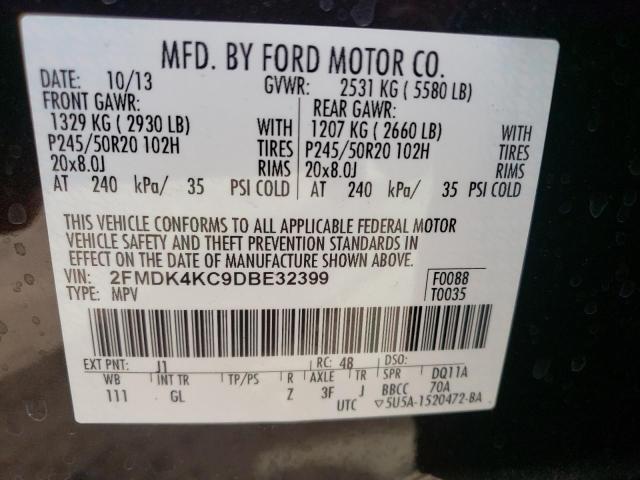 MFD. BY FORD MOTOR CO.
DATE: 10/13 GVWR: 2531 KG ( 5580 LB)
FRONT GAWR: REAR GAWR:
1329 KG ( 2930 LB) WITH 1207 KG ( 2660 LB) WITH
P245/50R20 102H TIRES P245/50R20 102H TIRES
20x8.0J RIMS 20x8.0J RIMS
AT 240 kPa/ 35 PSI COLD AT 240 kPa/ 35 PSI COLD
THIS VEHICLE CONFORMS TO ALL APPLICABLE FEDERAL MOTOR
VEHICLE SAFETY AND THEFT PREVENTION STANDARDS IN
EFFECT ON THE DATE OF MANUFACTURE SHOWN ABOVE.
VIN: 2FMDK4KC9DBE32399 F0088
TYPE: MPV T0035
EXT PNT: J1 RC: 48 DSO:
WB INT TR TP/PS R AXLE TR SPR DQ11A
111 GL Z 3F J BBCC 70A
UTC ▽5U5A-1520472-BA